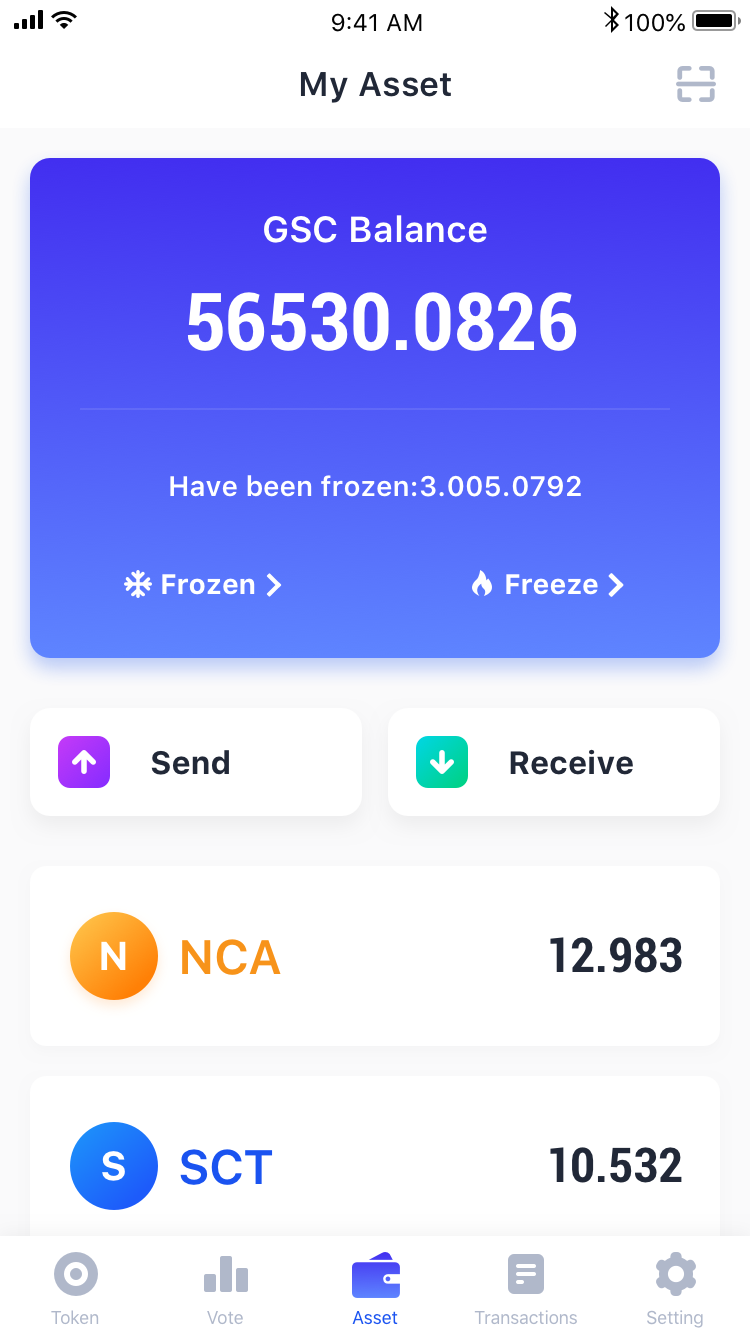 9:41 AM 100%
My Asset
GSC Balance
56530.0826
Have been frozen:3.005.0792
Frozen Freeze
Send Receive
N NCA 12.983
S SCT 10.532
Token Vote Asset Transactions Setting